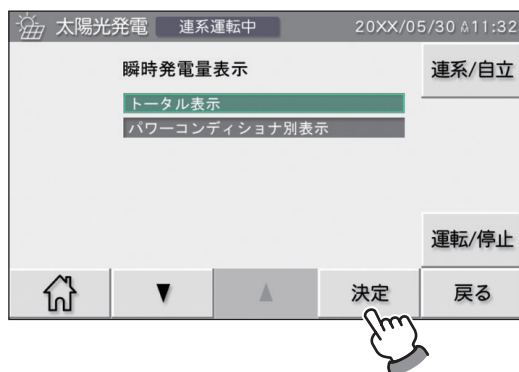 太陽光発電 連系運転中 20XX/05/30 11:32
瞬時発電量表示
連系/自立
トータル表示
パワーコンディショナ別表示
運転/停止
▼ ▲ 決定 戻る